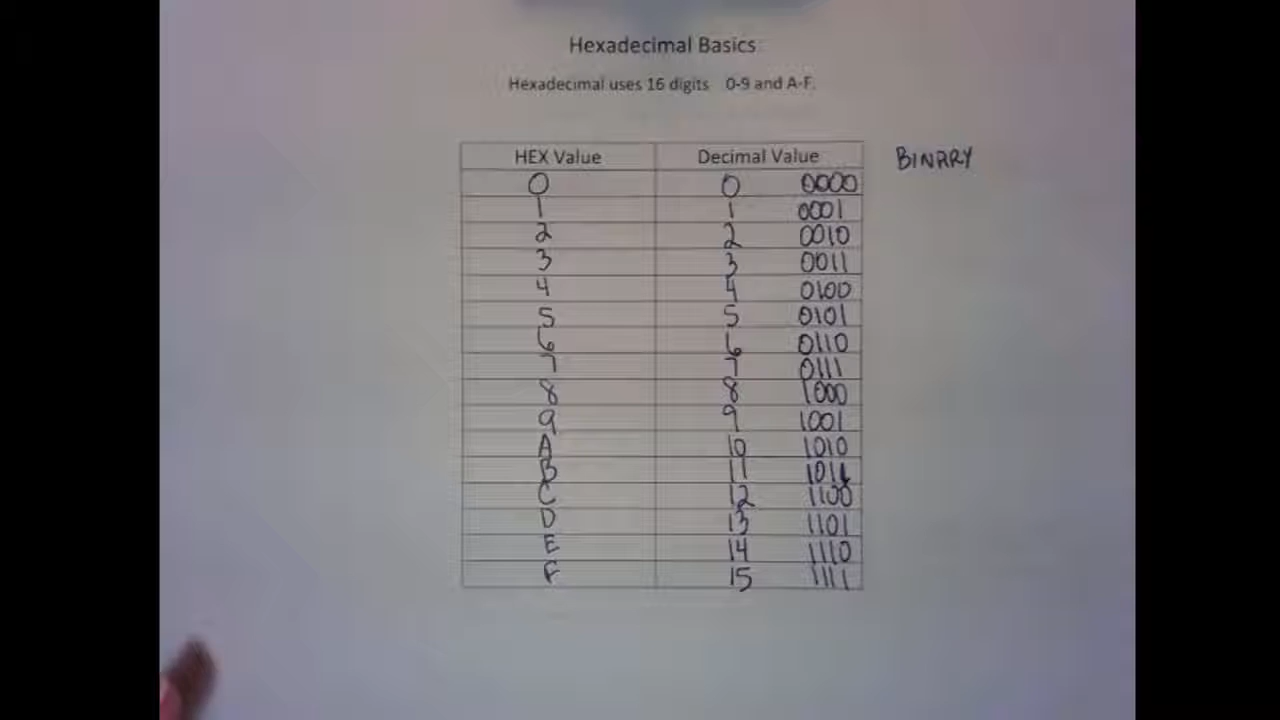 Hexadecimal Basics
Hexadecimal uses 16 digits 0-9 and A-F.
HEX Value Decimal Value BINARY
0 0 0000
1 1 0001
2 2 0010
3 3 0011
4 4 0100
5 5 0101
6 6 0110
7 7 0111
8 8 1000
9 9 1001
A 10 1010
B 11 1011
C 12 1100
D 13 1101
E 14 1110
F 15 1111